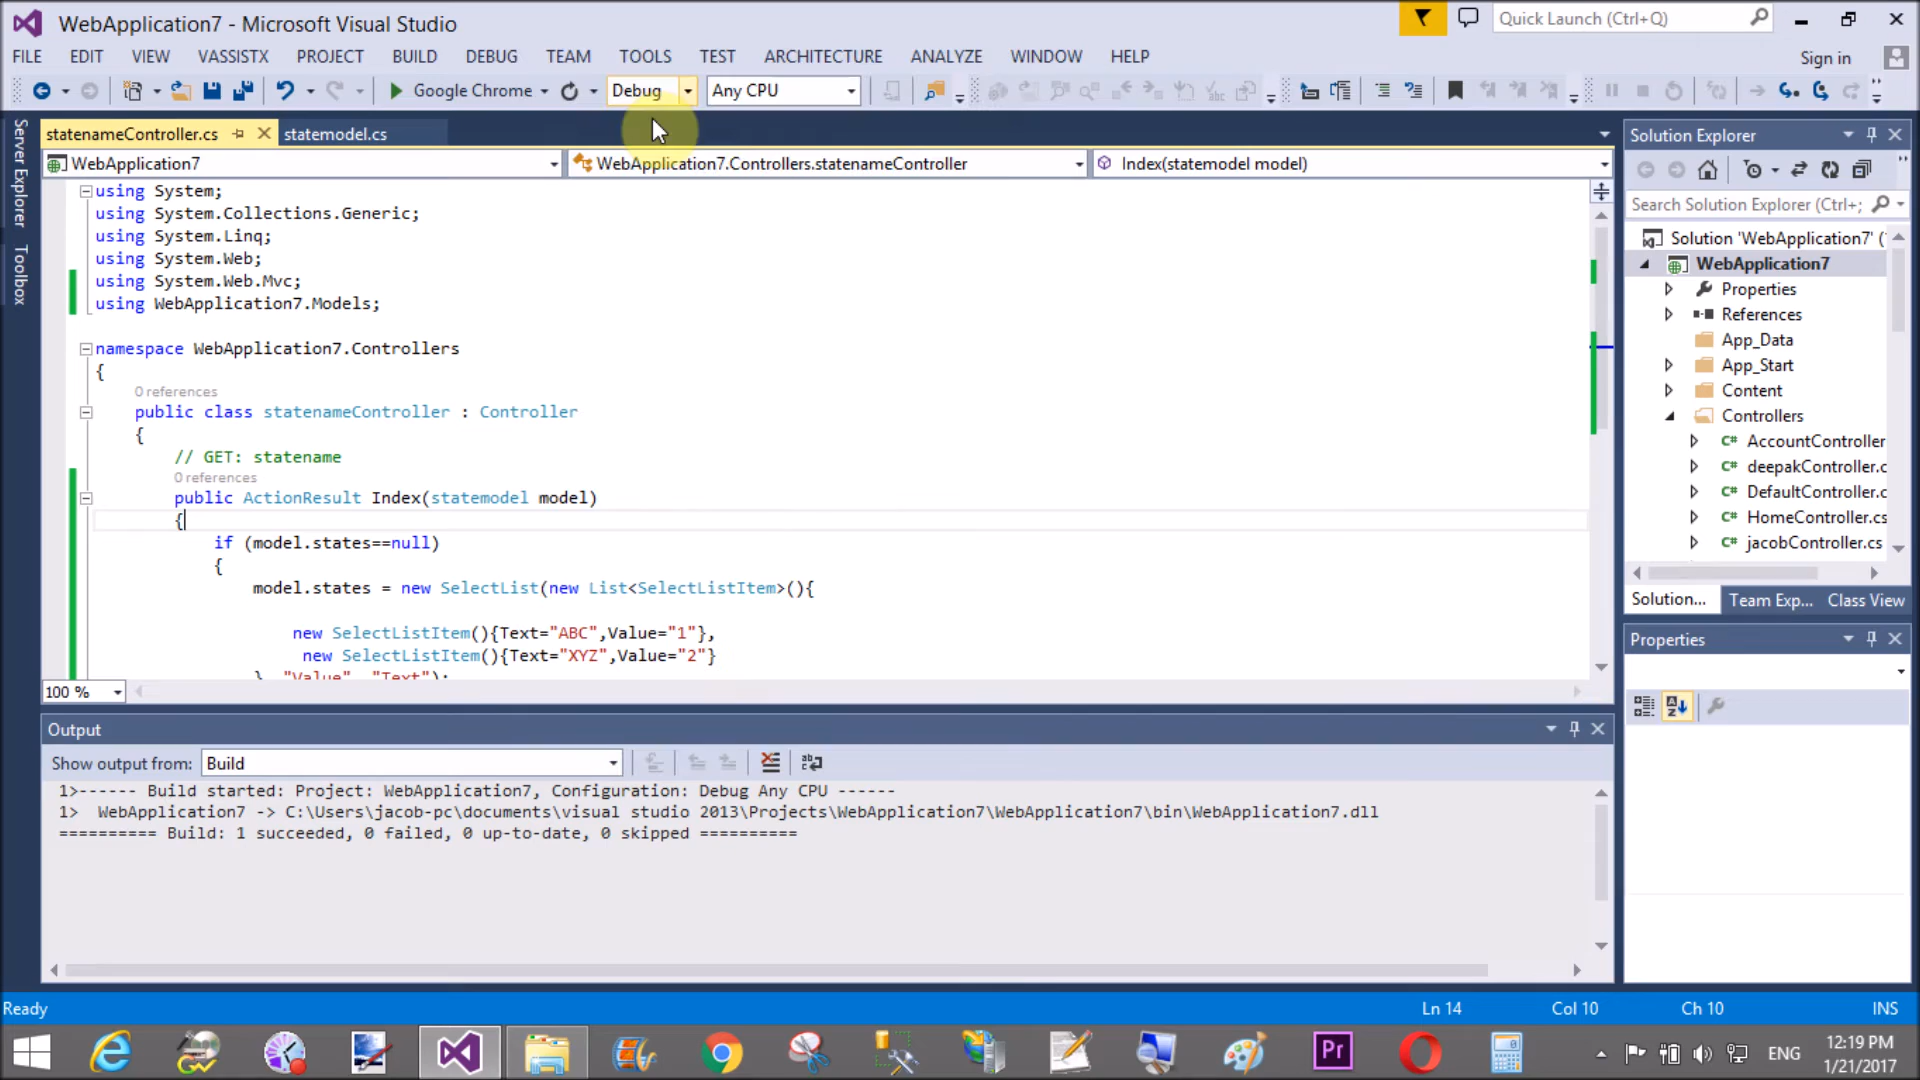 WebApplication7 - Microsoft Visual Studio
Quick Launch (Ctrl+Q)
FILE EDIT VIEW VASSISTX PROJECT BUILD DEBUG TEAM TOOLS TEST ARCHITECTURE ANALYZE WINDOW HELP
Sign in
Google Chrome Debug Any CPU
Server Explorer
Toolbox
statenameController.cs statemodel.cs
WebApplication7 WebApplication7.Controllers.statenameController Index(statemodel model)
using System;
using System.Collections.Generic;
using System.Linq;
using System.Web;
using System.Web.Mvc;
using WebApplication7.Models;
namespace WebApplication7.Controllers
{
0 references
public class statenameController : Controller
{
// GET: statename
0 references
public ActionResult Index(statemodel model)
{
if (model.states==null)
{
model.states = new SelectList(new List<SelectListItem>(){
new SelectListItem(){Text="ABC",Value="1"},
new SelectListItem(){Text="XYZ",Value="2"}
}, "Value", "Text");
100 %
Output
Show output from: Build
1>------ Build started: Project: WebApplication7, Configuration: Debug Any CPU ------
1> WebApplication7 -> C:\Users\jacob-pc\documents\visual studio 2013\Projects\WebApplication7\WebApplication7\bin\WebApplication7.dll
========== Build: 1 succeeded, 0 failed, 0 up-to-date, 0 skipped ==========
Solution Explorer
Search Solution Explorer (Ctrl+;
Solution 'WebApplication7' (
WebApplication7
Properties
References
App_Data
App_Start
Content
Controllers
AccountController
deepakController.c
DefaultController.c
HomeController.cs
jacobController.cs
Solution... Team Exp... Class View
Properties
Ready Ln 14 Col 10 Ch 10 INS
Pr
ENG
12:19 PM
1/21/2017